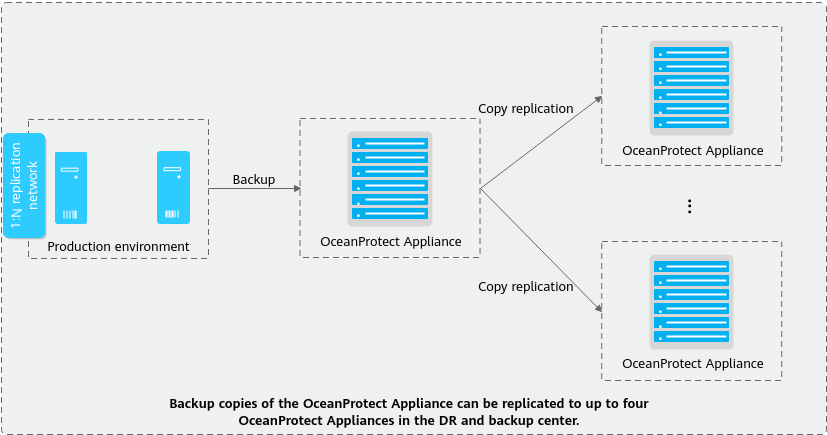 1:N replication
network
Production environment
Backup
OceanProtect Appliance
Copy replication
OceanProtect Appliance
Copy replication
OceanProtect Appliance
Backup copies of the OceanProtect Appliance can be replicated to up to four
OceanProtect Appliances in the DR and backup center.